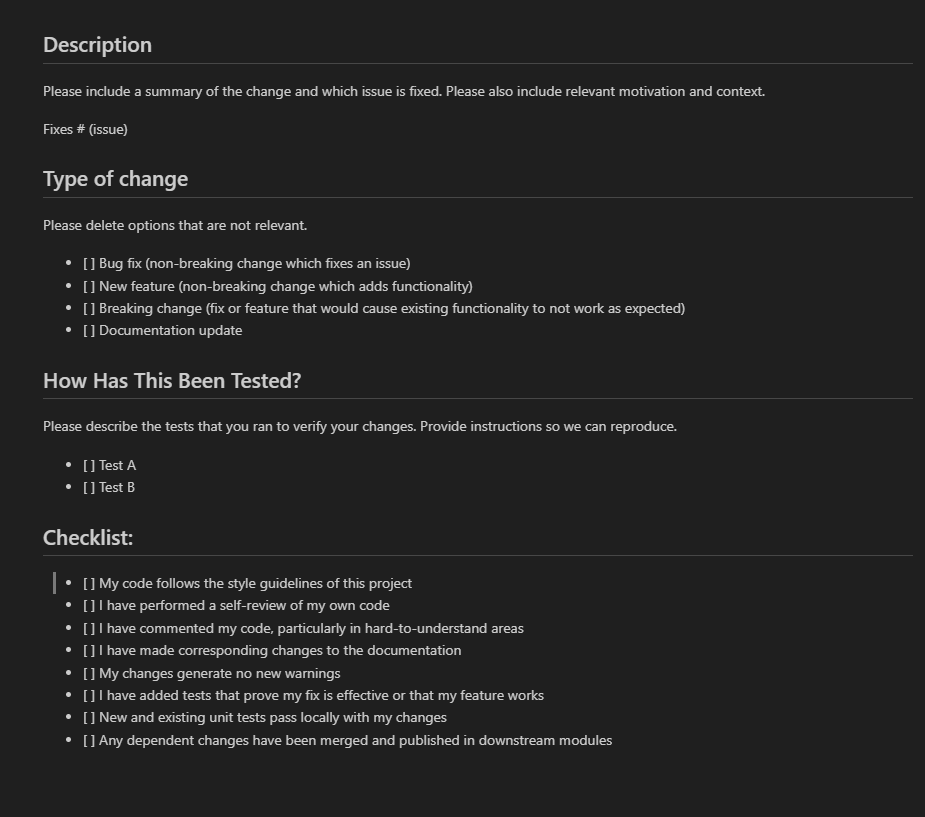 Description
Please include a summary of the change and which issue is fixed. Please also include relevant motivation and context.
Fixes # (issue)
Type of change
Please delete options that are not relevant.
• [ ] Bug fix (non-breaking change which fixes an issue)
• [ ] New feature (non-breaking change which adds functionality)
• [ ] Breaking change (fix or feature that would cause existing functionality to not work as expected)
• [ ] Documentation update
How Has This Been Tested?
Please describe the tests that you ran to verify your changes. Provide instructions so we can reproduce.
• [ ] Test A
• [ ] Test B
Checklist:
• [ ] My code follows the style guidelines of this project
• [ ] I have performed a self-review of my own code
• [ ] I have commented my code, particularly in hard-to-understand areas
• [ ] I have made corresponding changes to the documentation
• [ ] My changes generate no new warnings
• [ ] I have added tests that prove my fix is effective or that my feature works
• [ ] New and existing unit tests pass locally with my changes
• [ ] Any dependent changes have been merged and published in downstream modules